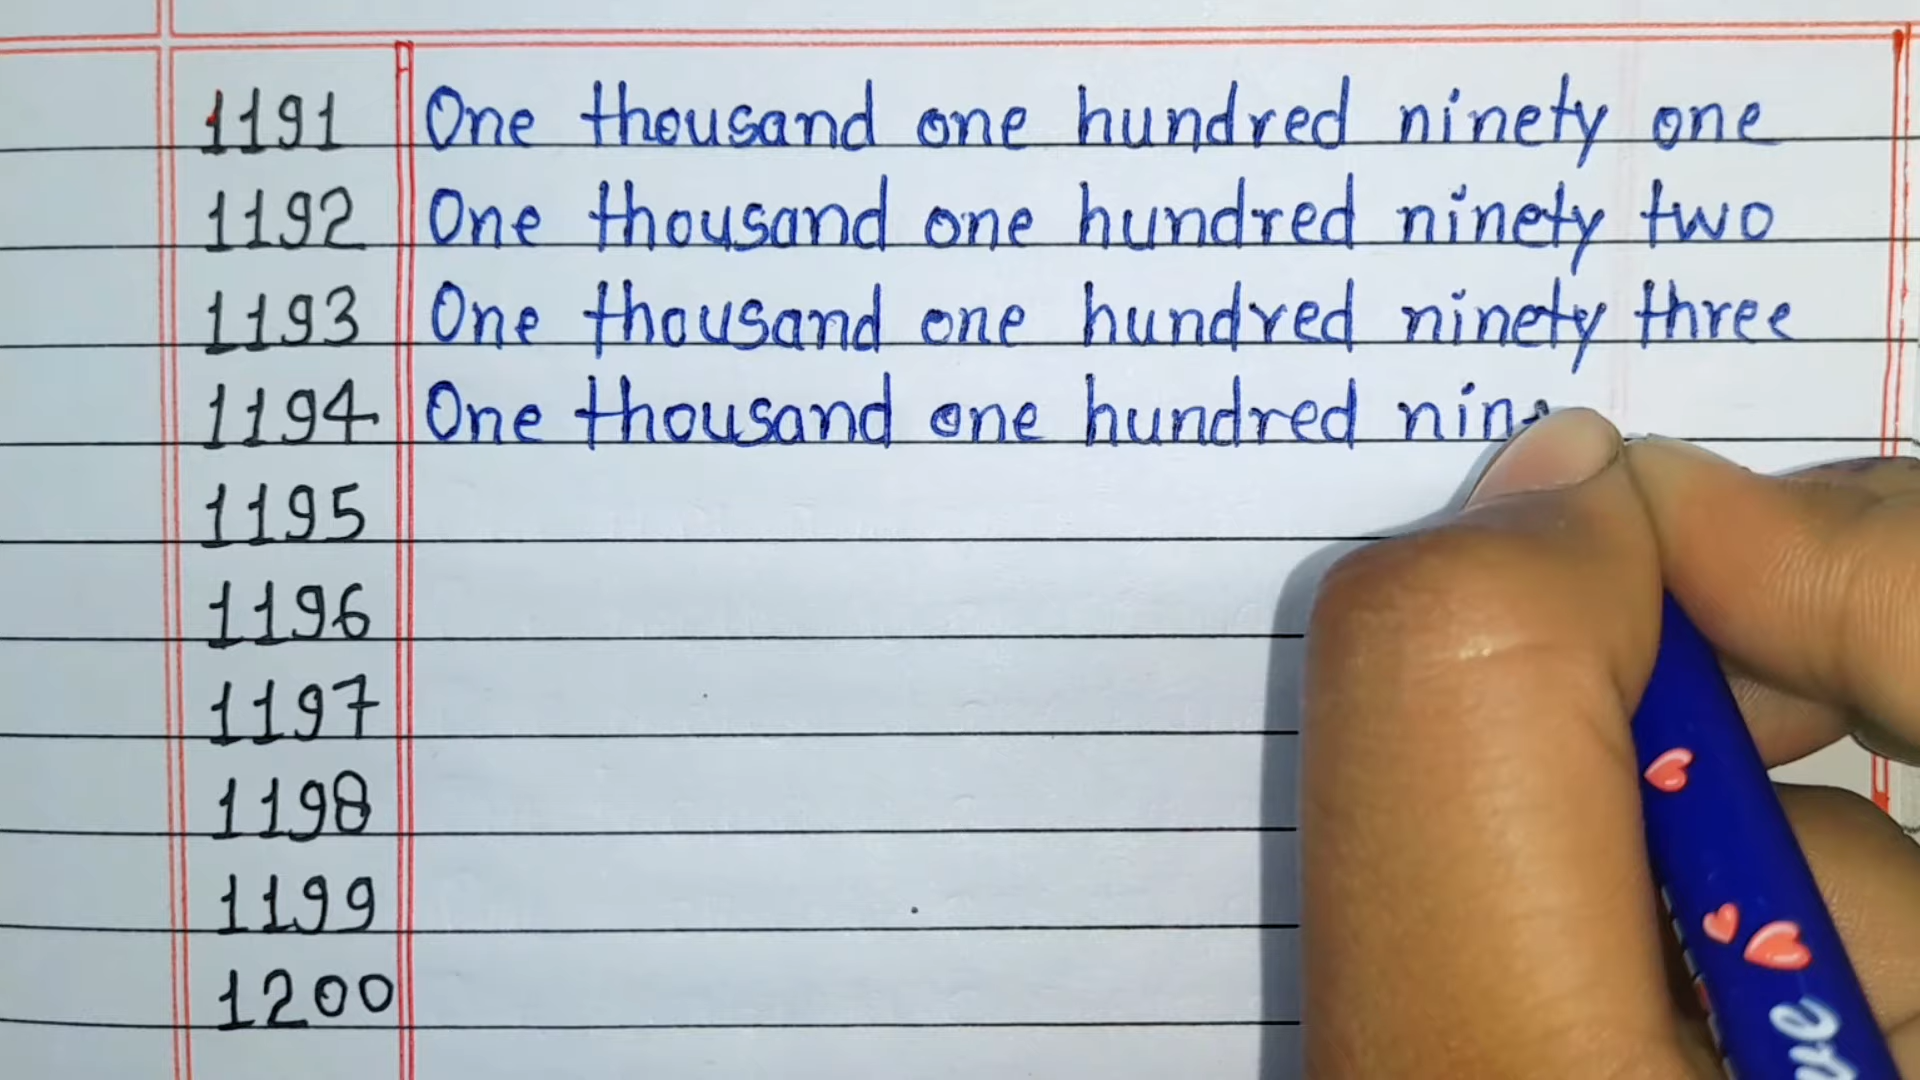 1191 One thousand one hundred ninety one
1192 One thousand one hundred ninety two
1193 One thousand one hundred ninety three
1194 One thousand one hundred nine
1195
1196
1197
1198
1199
1200